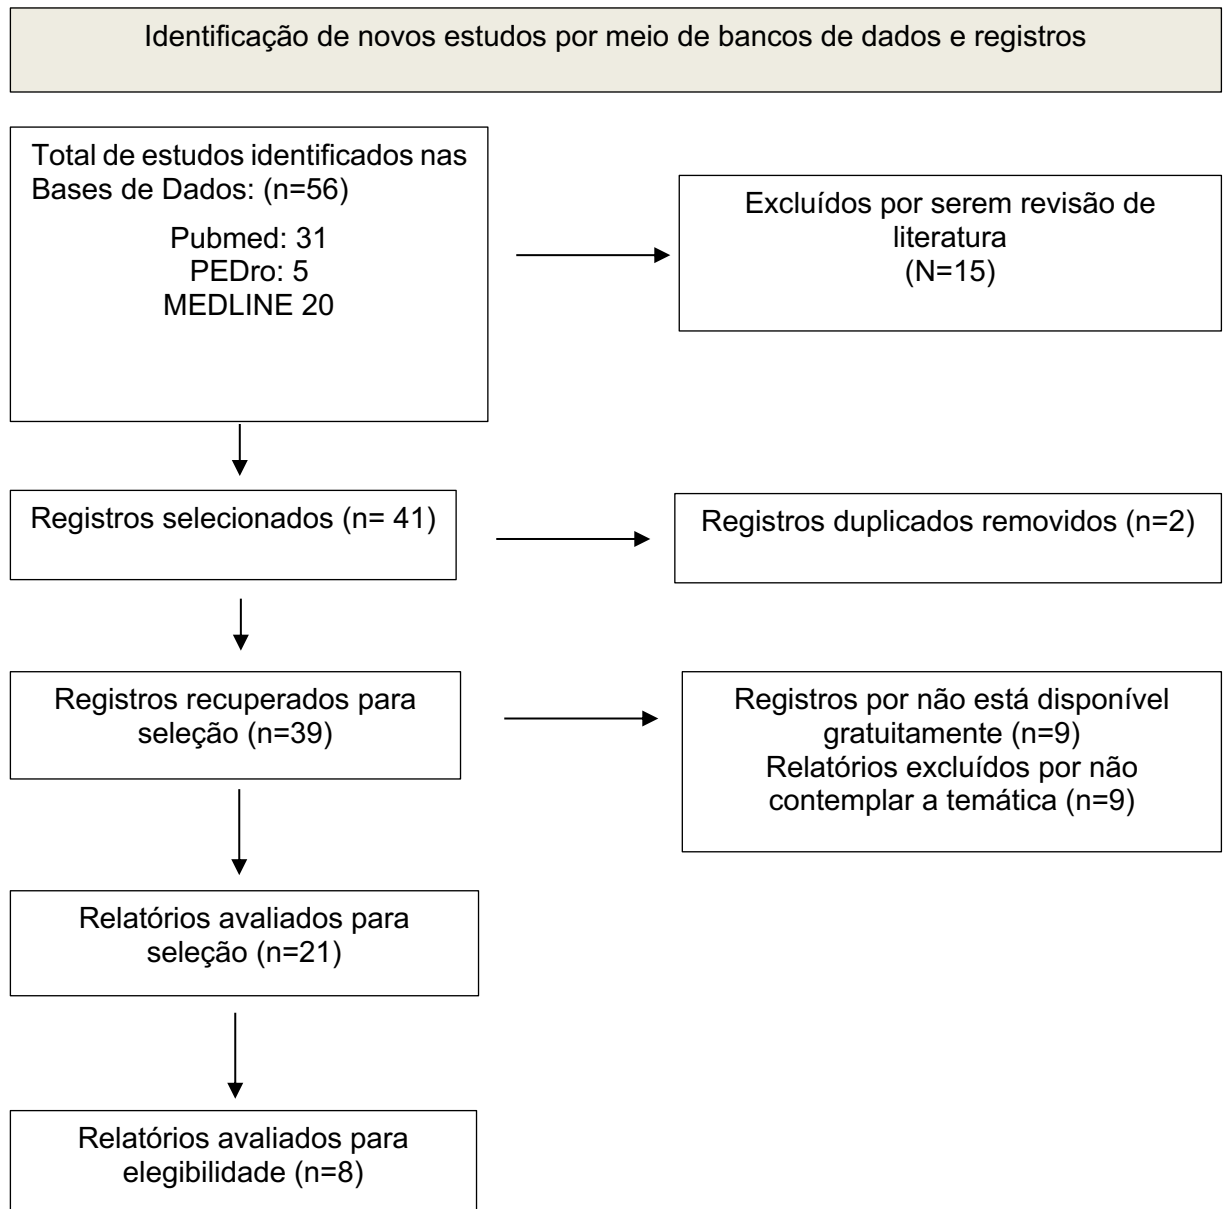 Identificação de novos estudos por meio de bancos de dados e registros
Total de estudos identificados nas
Bases de Dados: (n=56)
Pubmed: 31
PEDro: 5
MEDLINE 20
Excluídos por serem revisão de
literatura
(N=15)
Registros selecionados (n= 41)
Registros duplicados removidos (n=2)
Registros recuperados para
seleção (n=39)
Registros por não está disponível
gratuitamente (n=9)
Relatórios excluídos por não
contemplar a temática (n=9)
Relatórios avaliados para
seleção (n=21)
Relatórios avaliados para
elegibilidade (n=8)